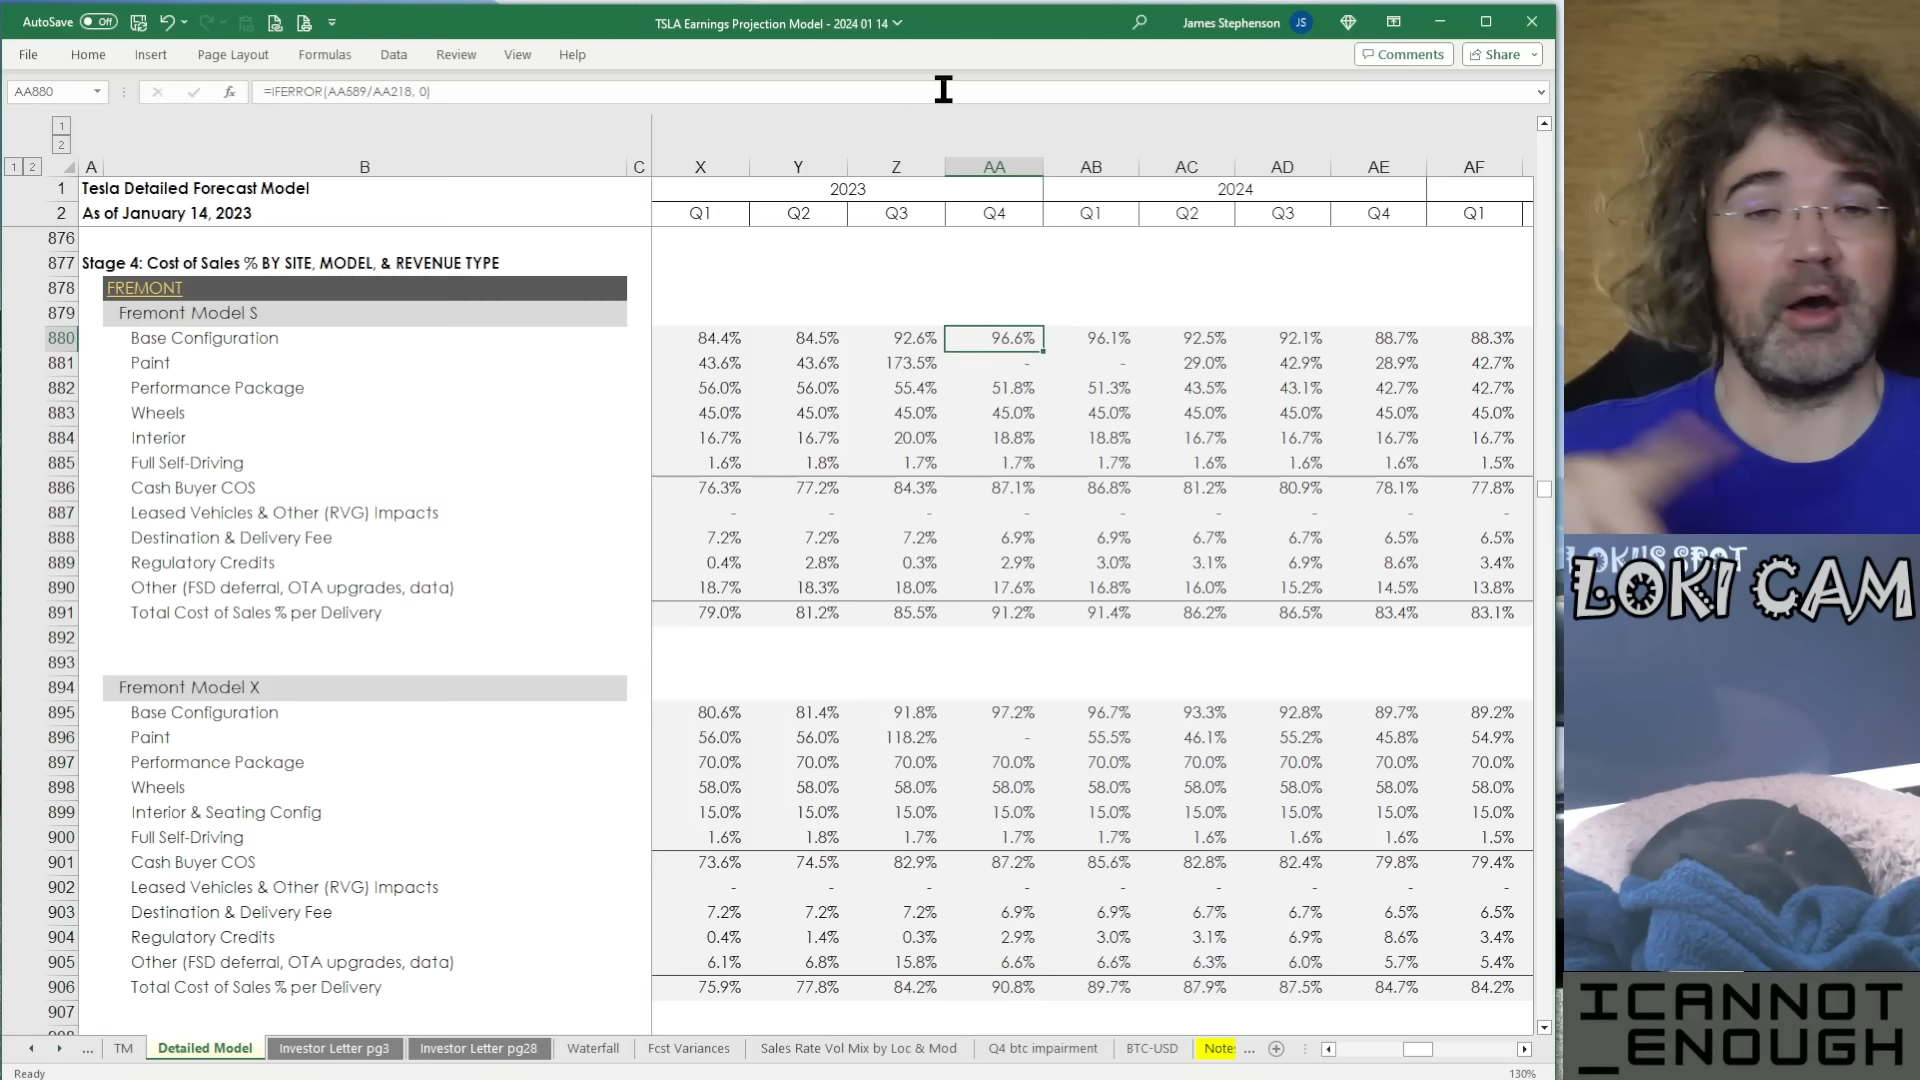 AutoSave Off TSLA Earnings Projection Model - 2024 01 14 James Stephenson JS
File Home Insert Page Layout Formulas Data Review View Help Comments Share
AA880 fx =IFERROR(AA589/AA218, 0)
1
2
1 2 A B C X Y Z AA AB AC AD AE AF
1 Tesla Detailed Forecast Model 2023 2024
2 As of January 14, 2023 Q1 Q2 Q3 Q4 Q1 Q2 Q3 Q4 Q1
876
877 Stage 4: Cost of Sales % BY SITE, MODEL, & REVENUE TYPE
878 FREMONT
879 Fremont Model S
880 Base Configuration 84.4% 84.5% 92.6% 96.6% 96.1% 92.5% 92.1% 88.7% 88.3%
881 Paint 43.6% 43.6% 173.5% - - 29.0% 42.9% 28.9% 42.7%
882 Performance Package 56.0% 56.0% 55.4% 51.8% 51.3% 43.5% 43.1% 42.7% 42.7%
883 Wheels 45.0% 45.0% 45.0% 45.0% 45.0% 45.0% 45.0% 45.0% 45.0%
884 Interior 16.7% 16.7% 20.0% 18.8% 18.8% 16.7% 16.7% 16.7% 16.7%
885 Full Self-Driving 1.6% 1.8% 1.7% 1.7% 1.7% 1.6% 1.6% 1.6% 1.5%
886 Cash Buyer COS 76.3% 77.2% 84.3% 87.1% 86.8% 81.2% 80.9% 78.1% 77.8%
887 Leased Vehicles & Other (RVG) Impacts - - - - - - - - -
888 Destination & Delivery Fee 7.2% 7.2% 7.2% 6.9% 6.9% 6.7% 6.7% 6.5% 6.5%
889 Regulatory Credits 0.4% 2.8% 0.3% 2.9% 3.0% 3.1% 6.9% 8.6% 3.4%
890 Other (FSD deferral, OTA upgrades, data) 18.7% 18.3% 18.0% 17.6% 16.8% 16.0% 15.2% 14.5% 13.8%
891 Total Cost of Sales % per Delivery 79.0% 81.2% 85.5% 91.2% 91.4% 86.2% 86.5% 83.4% 83.1%
892
893
894 Fremont Model X
895 Base Configuration 80.6% 81.4% 91.8% 97.2% 96.7% 93.3% 92.8% 89.7% 89.2%
896 Paint 56.0% 56.0% 118.2% - 55.5% 46.1% 55.2% 45.8% 54.9%
897 Performance Package 70.0% 70.0% 70.0% 70.0% 70.0% 70.0% 70.0% 70.0% 70.0%
898 Wheels 58.0% 58.0% 58.0% 58.0% 58.0% 58.0% 58.0% 58.0% 58.0%
899 Interior & Seating Config 15.0% 15.0% 15.0% 15.0% 15.0% 15.0% 15.0% 15.0% 15.0%
900 Full Self-Driving 1.6% 1.8% 1.7% 1.7% 1.7% 1.6% 1.6% 1.6% 1.5%
901 Cash Buyer COS 73.6% 74.5% 82.9% 87.2% 85.6% 82.8% 82.4% 79.8% 79.4%
902 Leased Vehicles & Other (RVG) Impacts - - - - - - - - -
903 Destination & Delivery Fee 7.2% 7.2% 7.2% 6.9% 6.9% 6.7% 6.7% 6.5% 6.5%
904 Regulatory Credits 0.4% 1.4% 0.3% 2.9% 3.0% 3.1% 6.9% 8.6% 3.4%
905 Other (FSD deferral, OTA upgrades, data) 6.1% 6.8% 15.8% 6.6% 6.6% 6.3% 6.0% 5.7% 5.4%
906 Total Cost of Sales % per Delivery 75.9% 77.8% 84.2% 90.8% 89.7% 87.9% 87.5% 84.7% 84.2%
907
... TM Detailed Model Investor Letter pg3 Investor Letter pg28 Waterfall Fcst Variances Sales Rate Vol Mix by Loc & Mod Q4 btc impairment BTC-USD Notes ...
Ready 130%
LOKI'S SPOT
LOKI CAM
ICANNOT
_ENOUGH